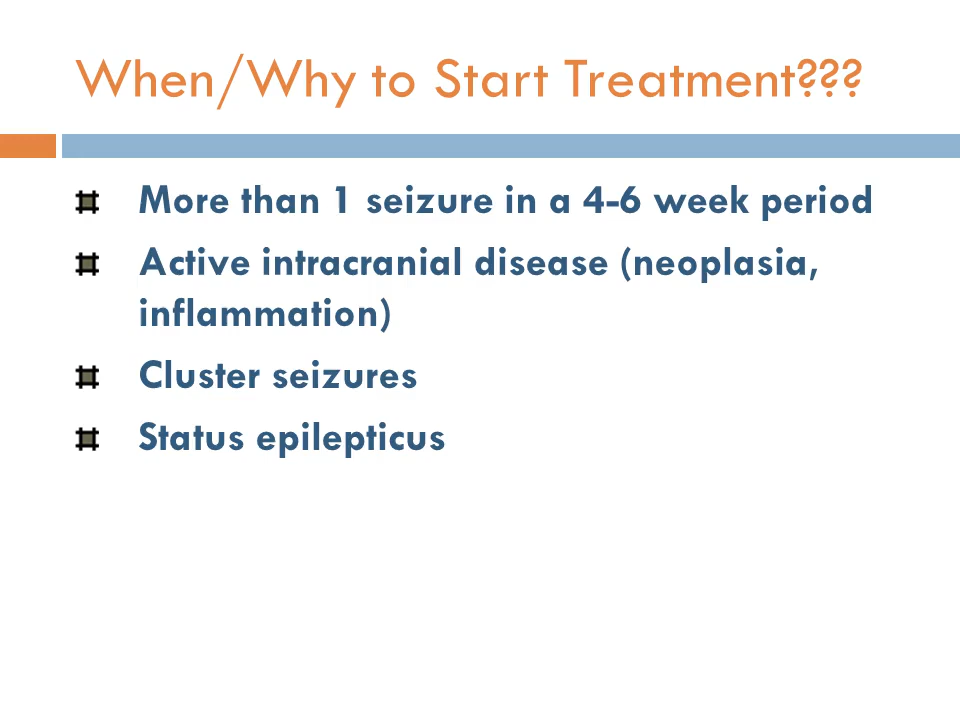 When/Why to Start Treatment???
More than 1 seizure in a 4-6 week period
Active intracranial disease (neoplasia,
inflammation)
Cluster seizures
Status epilepticus